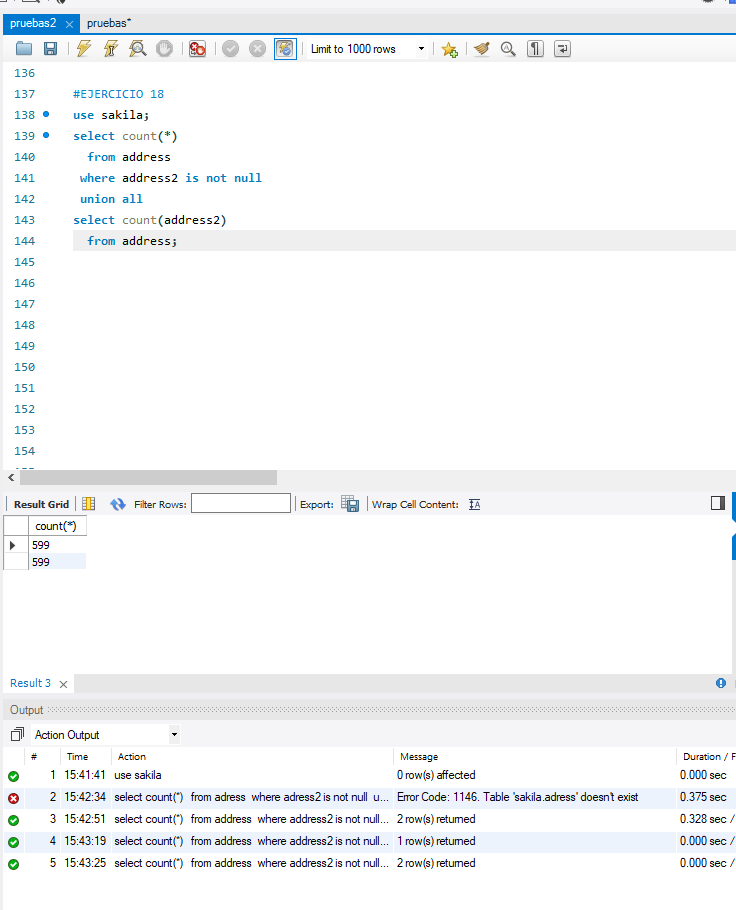 pruebas2 × pruebas*
Limit to 1000 rows
136
137 #EJERCICIO 18
138 use sakila;
139 select count(*)
140 from address
141 where address2 is not null
142 union all
143 select count(address2)
144 from address;
145
146
147
148
149
150
151
152
153
154
Result Grid Filter Rows: Export: Wrap Cell Content: IA
count(*)
599
599
Result 3 ×
Output
Action Output
# Time Action Message Duration / F
1 15:41:41 use sakila 0 row(s) affected 0.000 sec
2 15:42:34 select count(*) from adress where adress2 is not null u... Error Code: 1146. Table 'sakila.adress' doesn't exist 0.375 sec
3 15:42:51 select count(*) from address where address2 is not null... 2 row(s) returned 0.328 sec /
4 15:43:19 select count(*) from address where address2 is not null... 1 row(s) returned 0.000 sec /
5 15:43:25 select count(*) from address where address2 is not null... 2 row(s) returned 0.000 sec /